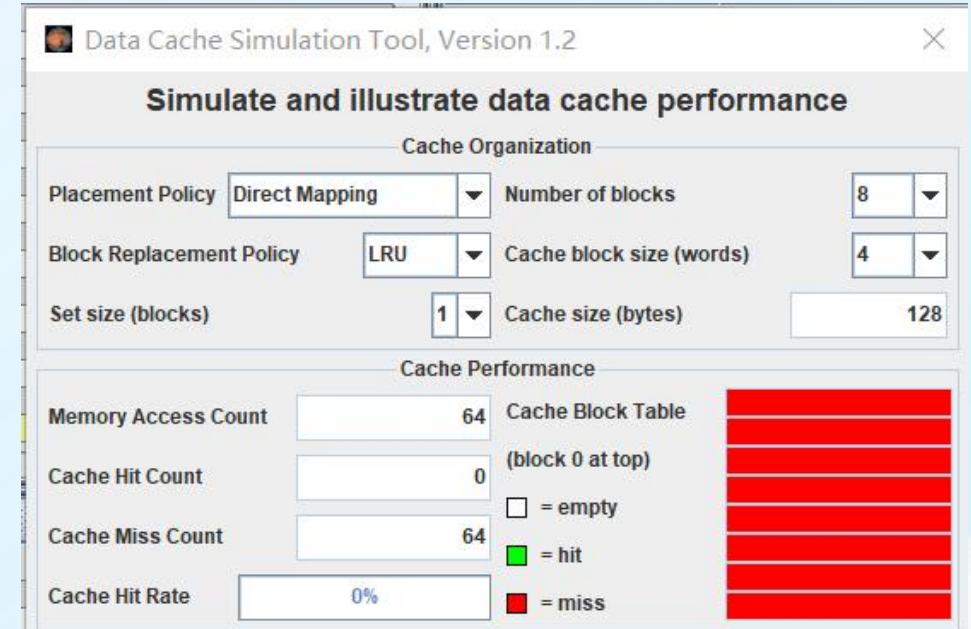 Data Cache Simulation Tool, Version 1.2
Simulate and illustrate data cache performance
Cache Organization
Placement Policy Direct Mapping Number of blocks 8
Block Replacement Policy LRU Cache block size (words) 4
Set size (blocks) 1 Cache size (bytes) 128
Cache Performance
Memory Access Count 64 Cache Block Table
(block 0 at top)
Cache Hit Count 0
= empty
Cache Miss Count 64
= hit
Cache Hit Rate 0%
= miss